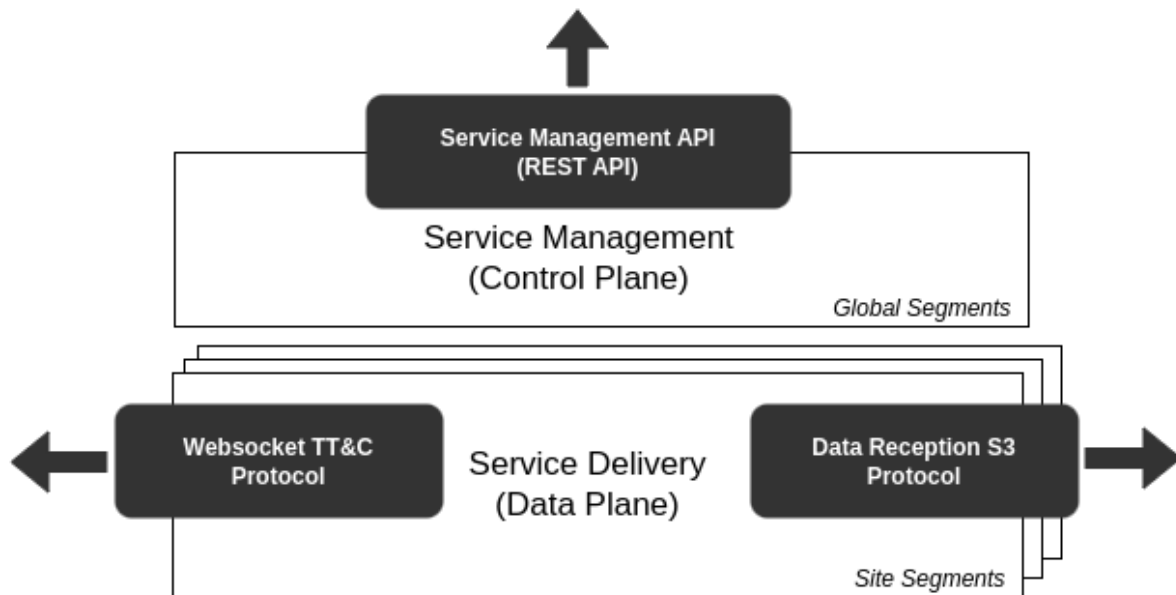 Service Management API
(REST API)
Service Management
(Control Plane)
Global Segments
Websocket TT&C
Protocol
Service Delivery
(Data Plane)
Data Reception S3
Protocol
Site Segments